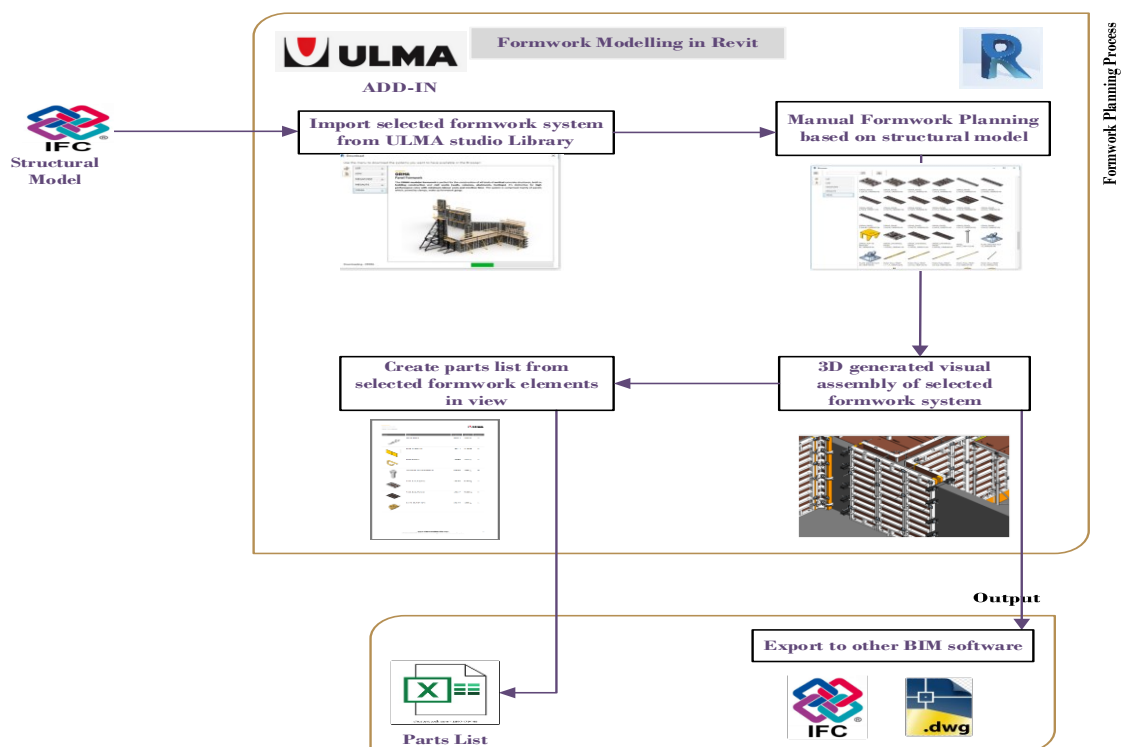 ULMA
ADD-IN
Formwork Modelling in Revit
R
Formwork Planning Process
IFC
®
Structural
Model
Import selected formwork system
from ULMA studio Library
Manual Formwork Planning
based on structural model
Create parts list from
selected formwork elements
in view
3D generated visual
assembly of selected
formwork system
ULMA
Output
Export to other BIM software
X
Parts List
IFC
®
.dwg